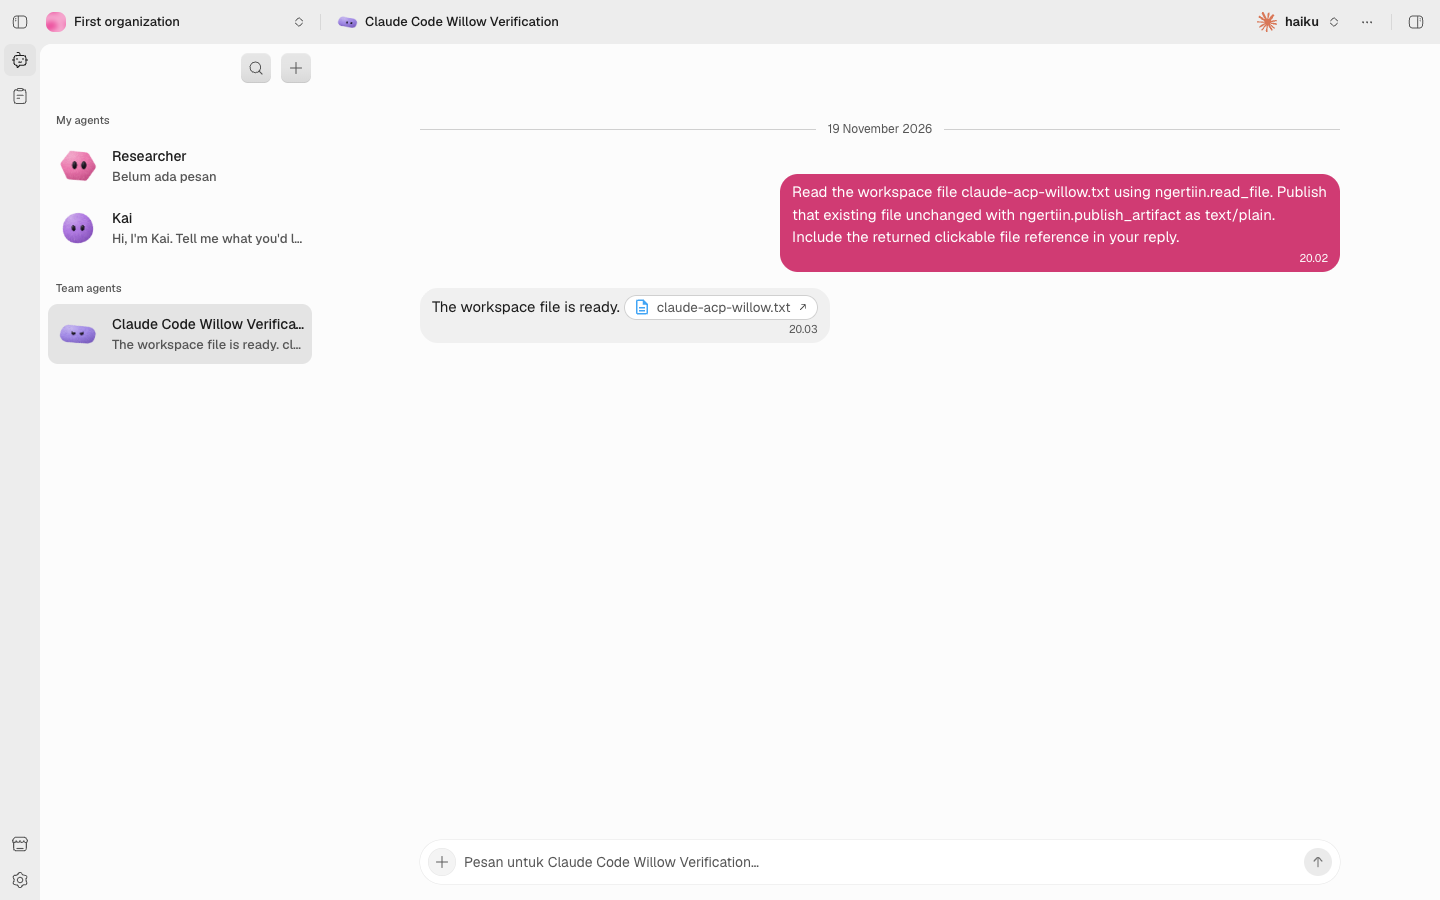 First organization
Claude Code Willow Verification
haiku
My agents
Researcher
Belum ada pesan
Kai
Hi, I'm Kai. Tell me what you'd l...
Team agents
Claude Code Willow Verifica...
The workspace file is ready. cl...
19 November 2026
Read the workspace file claude-acp-willow.txt using ngertiin.read_file. Publish
that existing file unchanged with ngertiin.publish_artifact as text/plain.
Include the returned clickable file reference in your reply.
20.02
The workspace file is ready. claude-acp-willow.txt
20.03
Pesan untuk Claude Code Willow Verification...